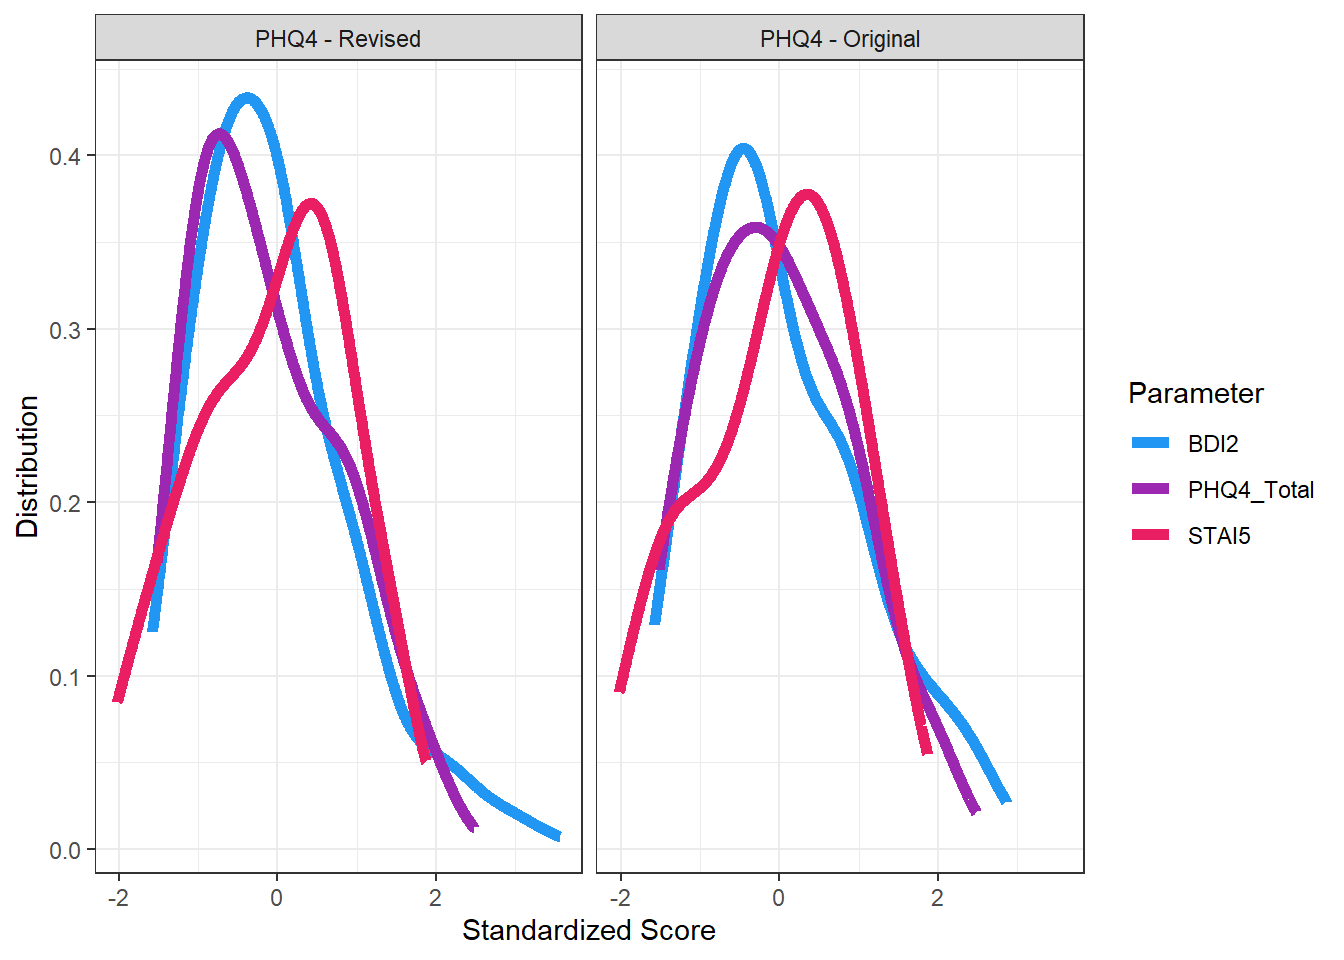 PHQ4 - Revised
PHQ4 - Original
Distribution
0.4
0.3
0.2
0.1
0.0
-2
0
2
-2
0
2
Standardized Score
Parameter
BDI2
PHQ4_Total
STAI5